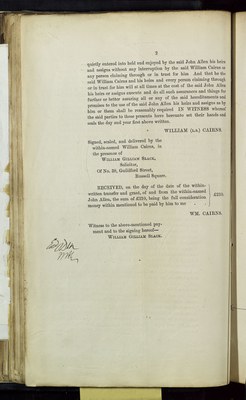 2
quietly entered into held and enjoyed by the said John Allen his heirs
and assigns without any interruption by the said William Cairns or
any person claiming through or in trust for him And that he the
said William Cairns and his heirs and every person claiming through
or in trust for him will at all times at the cost of the said John Allen
his heirs or assigns execute and do all such assurances and things for
further or better assuring all or any of the said hereditaments and
premises to the use of the said John Allen his heirs and assigns as by
him or them shall be reasonably required IN WITNESS whereof
the said parties to these presents have hereunto set their hands and
seals the day and year first above written.
WILLIAM (L.S.) CAIRNS.
Signed, sealed, and delivered by the
within-named William Cairns, in
the presence of
WILLIAM
Solicitor,
Of No. Guildford Street,
Russell Square.
RECEIVED, on the day of the date of the within-
written transfer and grant, of and from the within-named
John Allen, the sum of being the full consideration
money within mentioned to be paid by him to me
WM. CAIRNS.
Witness to the above-mentioned pay-
ment and to the signing hereof—
WILLIAM